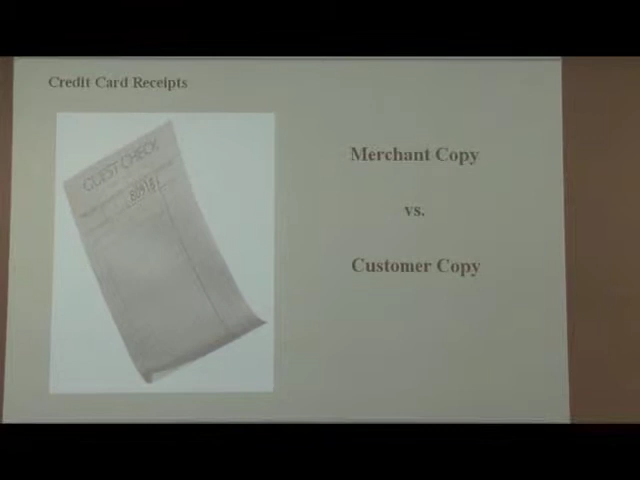 Credit Card Receipts
GUEST CHECK
Merchant Copy
vs.
Customer Copy